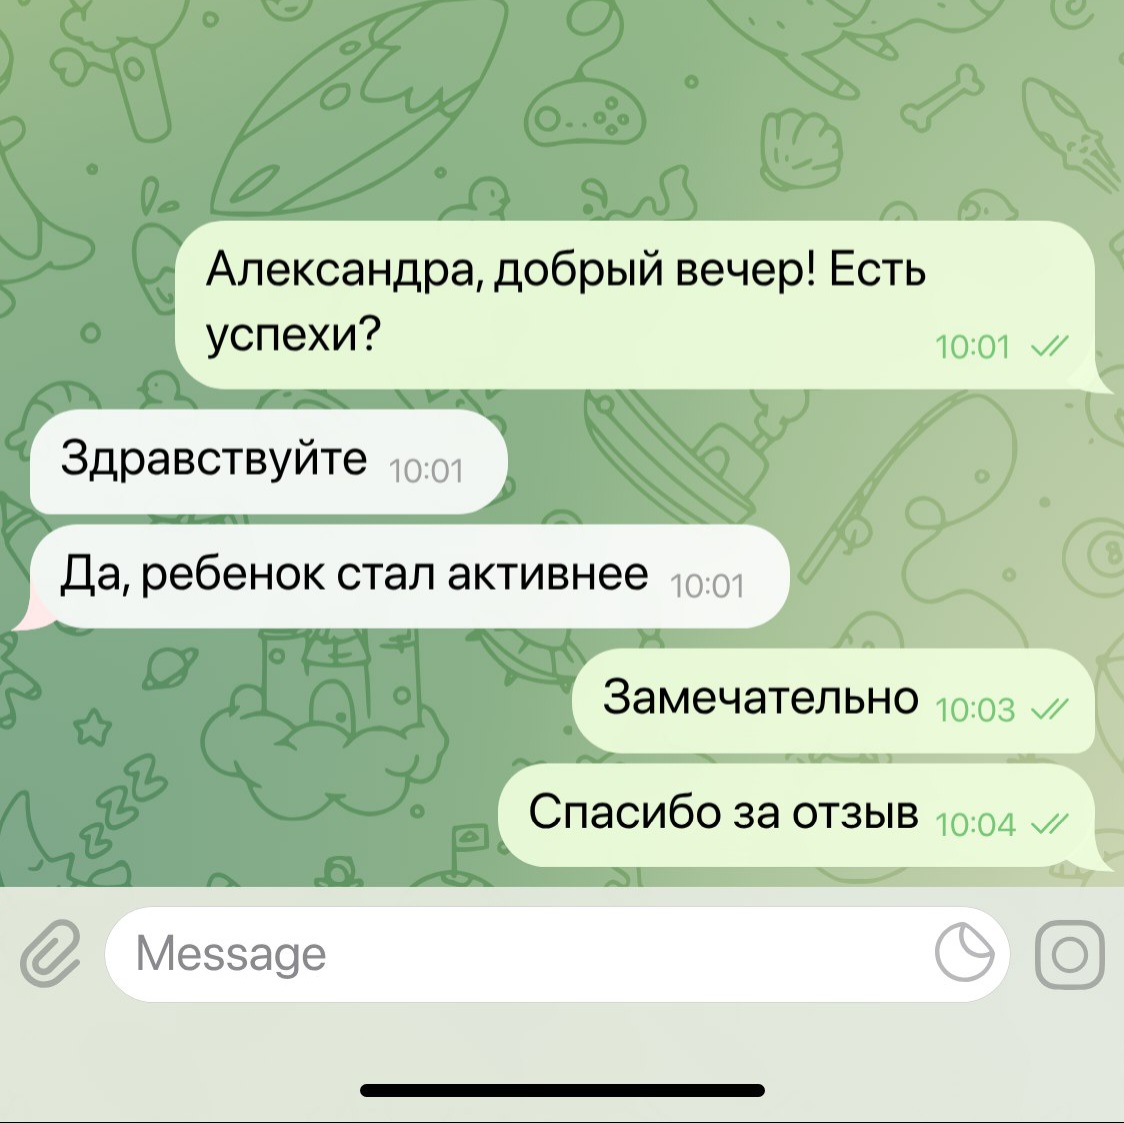 Александра, добрый вечер! Есть
успехи?
10:01
Здравствуйте 10:01
Да, ребенок стал активнее 10:01
Замечательно 10:03
Спасибо за отзыв 10:04
Message